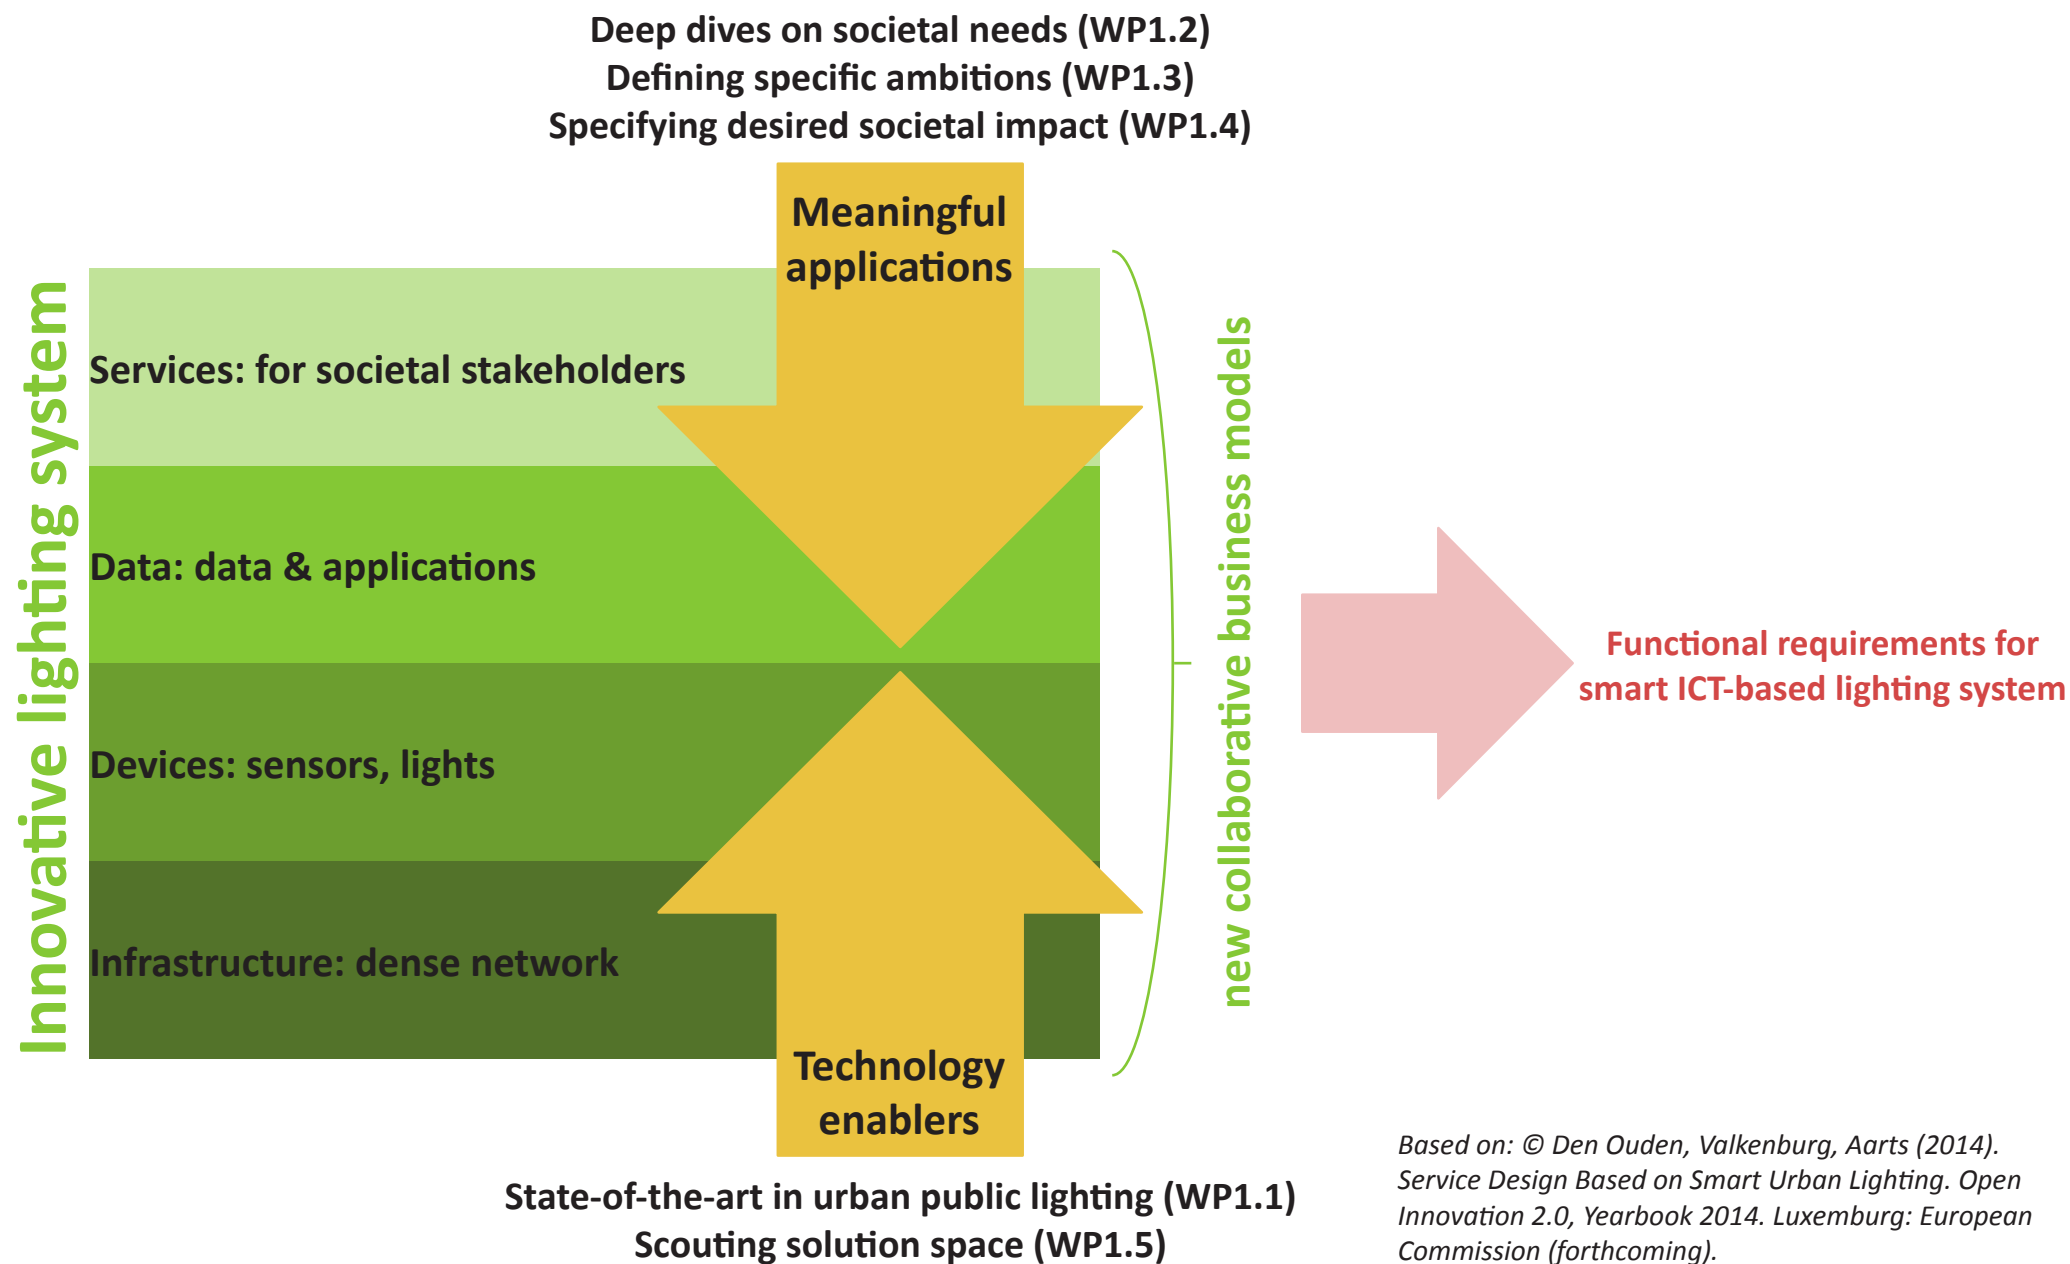 Deep dives on societal needs (WP1.2)
Defining specific ambitions (WP1.3)
Specifying desired societal impact (WP1.4)
Meaningful
applications
Innovative lighting system
Services: for societal stakeholders
Data: data & applications
Devices: sensors, lights
Infrastructure: dense network
new collaborative business models
Functional requirements for
smart ICT-based lighting system
Technology
enablers
State-of-the-art in urban public lighting (WP1.1)
Scouting solution space (WP1.5)
Based on: © Den Ouden, Valkenburg, Aarts (2014).
Service Design Based on Smart Urban Lighting. Open
Innovation 2.0, Yearbook 2014. Luxemburg: European
Commission (forthcoming).